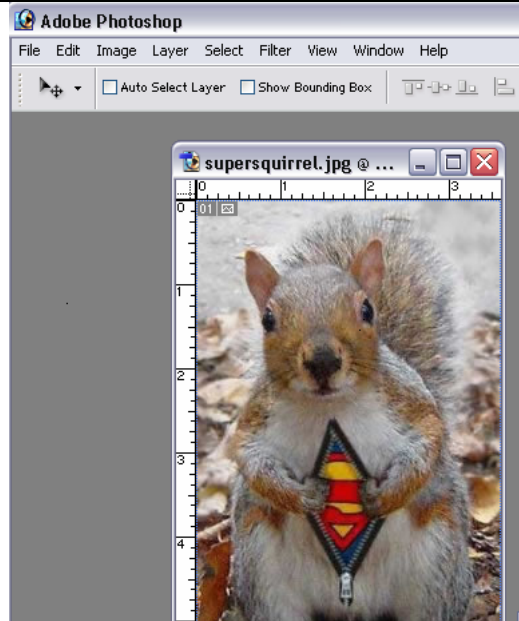 Adobe Photoshop
File Edit Image Layer Select Filter View Window Help
Auto Select Layer Show Bounding Box
supersquirrel.jpg @ ...
0 1 2 3
0
01
1
2
3
4